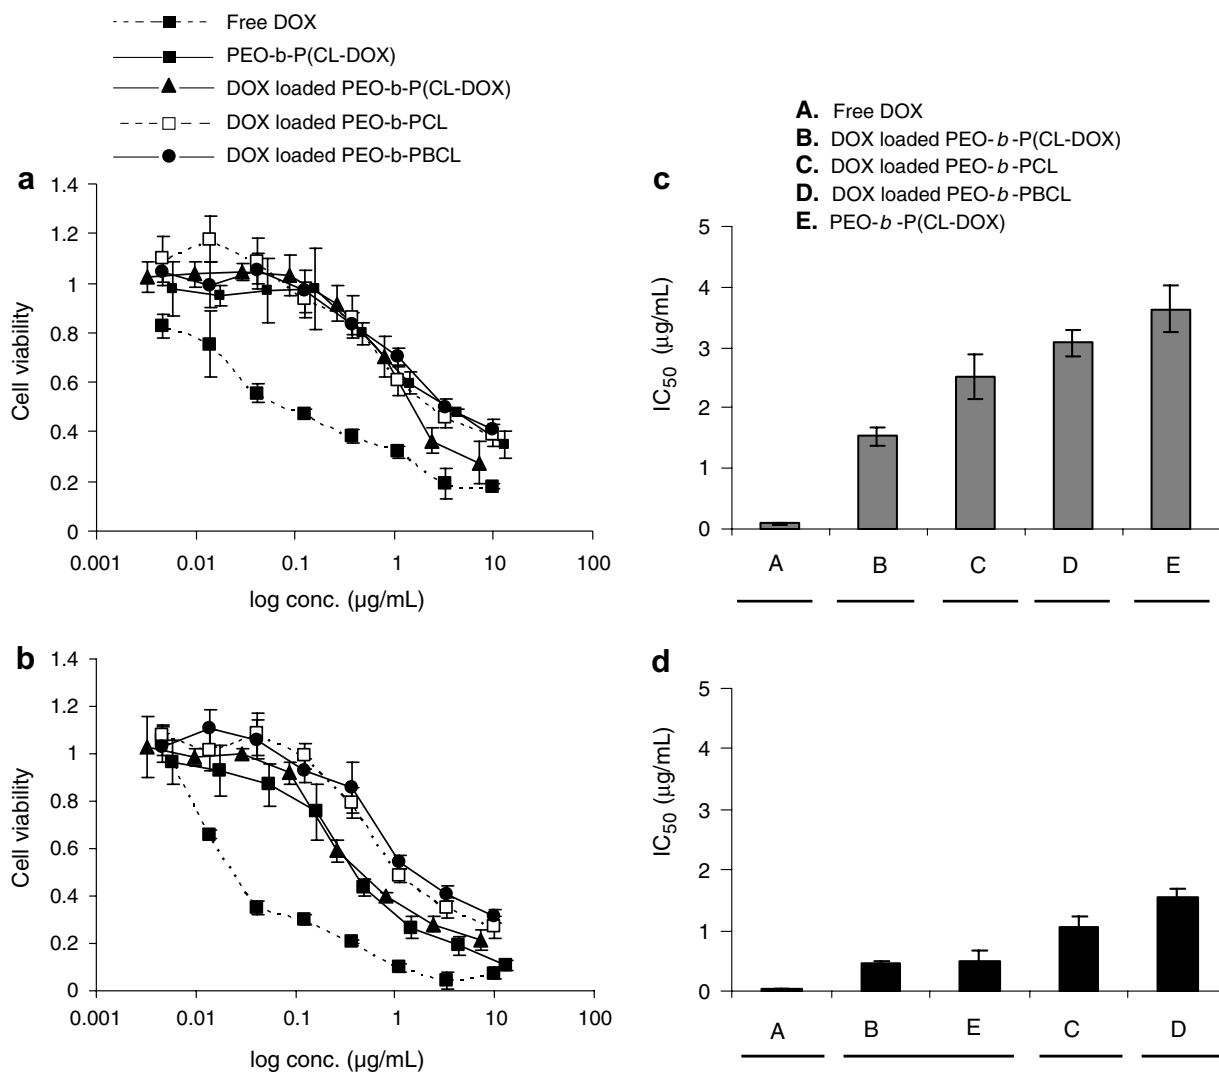 Free DOX
PEO-b-P(CL-DOX)
DOX loaded PEO-b-P(CL-DOX)
DOX loaded PEO-b-PCL
DOX loaded PEO-b-PBCL
a
1.4
1.2
1
0.8
0.6
0.4
0.2
0
Cell viability
0.001 0.01 0.1 1 10 100
log conc. (µg/mL)
b
1.4
1.2
1
0.8
0.6
0.4
0.2
0
Cell viability
0.001 0.01 0.1 1 10 100
log conc. (µg/mL)
A. Free DOX
B. DOX loaded PEO-b-P(CL-DOX)
C. DOX loaded PEO-b-PCL
D. DOX loaded PEO-b-PBCL
E. PEO-b-P(CL-DOX)
c
5
4
3
2
1
0
IC50 (µg/mL)
A B C D E
d
5
4
3
2
1
0
IC50 (µg/mL)
A B E C D